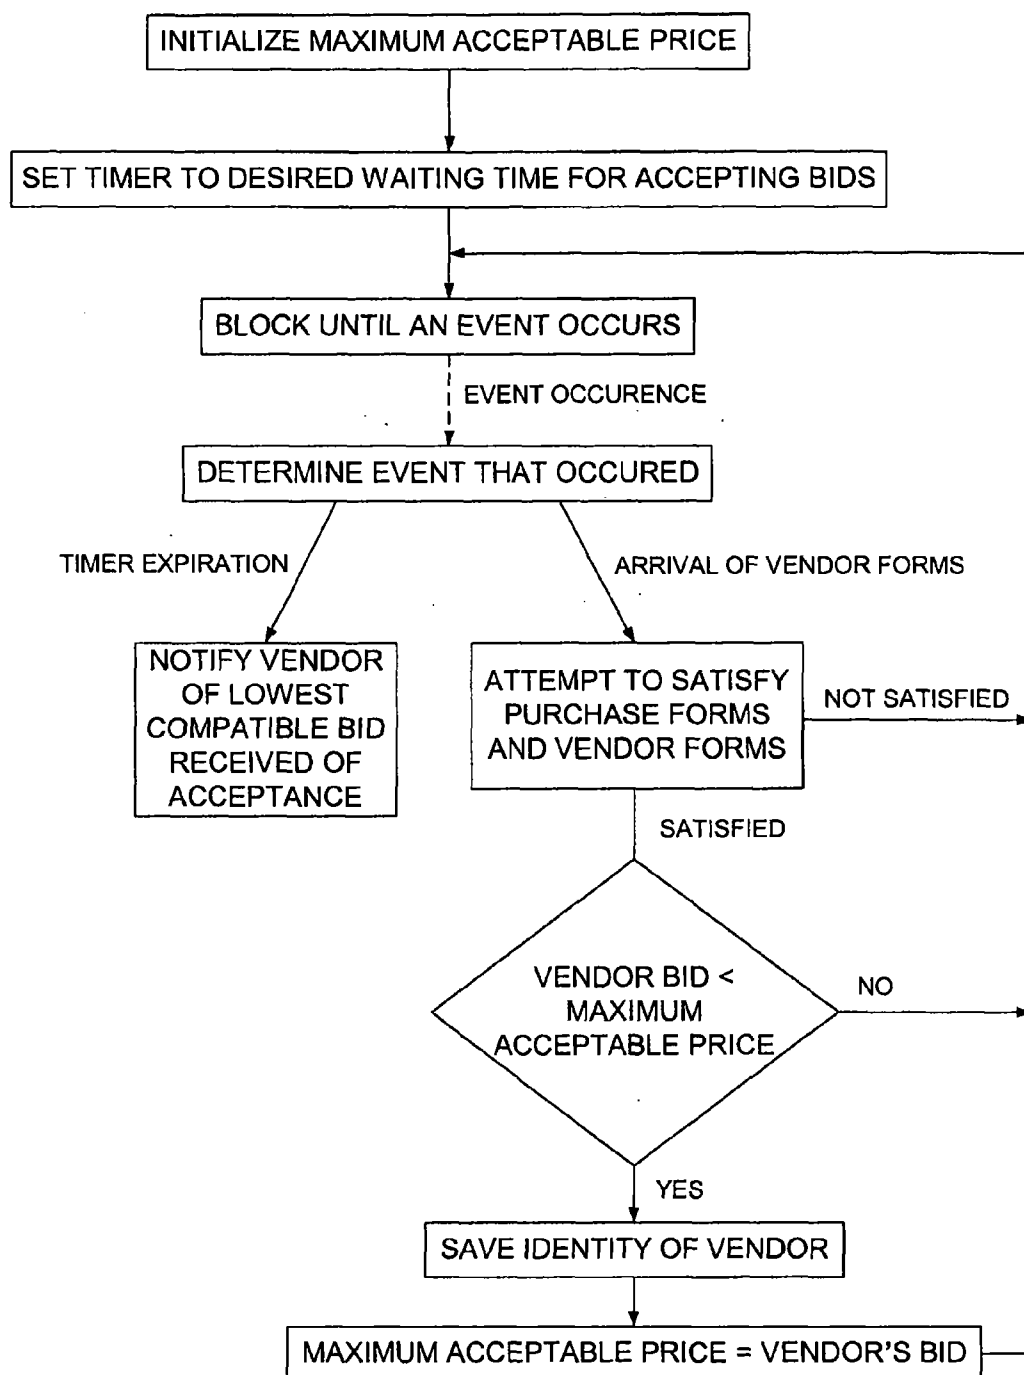 INITIALIZE MAXIMUM ACCEPTABLE PRICE
SET TIMER TO DESIRED WAITING TIME FOR ACCEPTING BIDS
BLOCK UNTIL AN EVENT OCCURS
EVENT OCCURENCE
DETERMINE EVENT THAT OCCURED
TIMER EXPIRATION
ARRIVAL OF VENDOR FORMS
NOTIFY VENDOR
OF LOWEST
COMPATIBLE BID
RECEIVED OF
ACCEPTANCE
ATTEMPT TO SATISFY
PURCHASE FORMS
AND VENDOR FORMS
NOT SATISFIED
SATISFIED
VENDOR BID <
MAXIMUM
ACCEPTABLE PRICE
NO
YES
SAVE IDENTITY OF VENDOR
MAXIMUM ACCEPTABLE PRICE = VENDOR'S BID